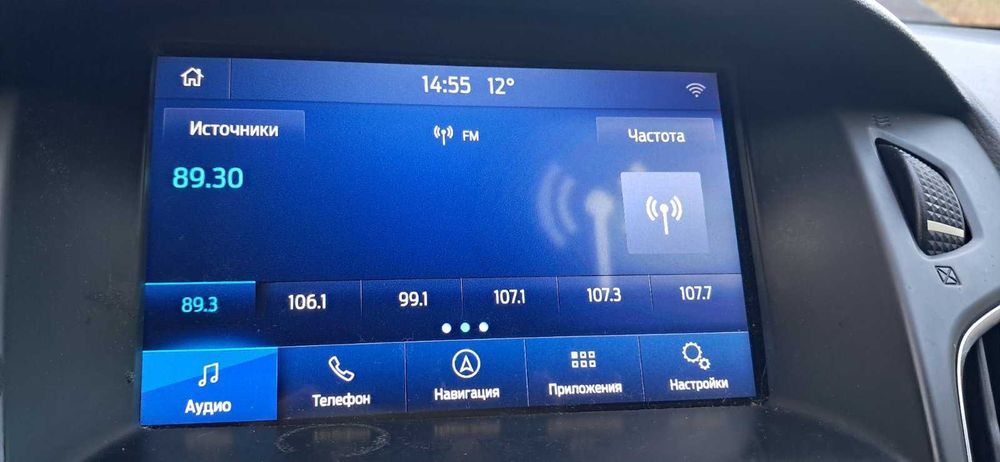 14:55 12°
Источники
FM
Частота
89.30
89.3 106.1 99.1 107.1 107.3 107.7
Аудио Телефон Навигация Приложения Настройки